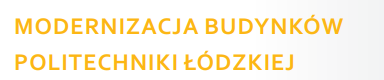 MODERNIZACJA BUDYNKÓW
POLITECHNIKI ŁÓDZKIEJ